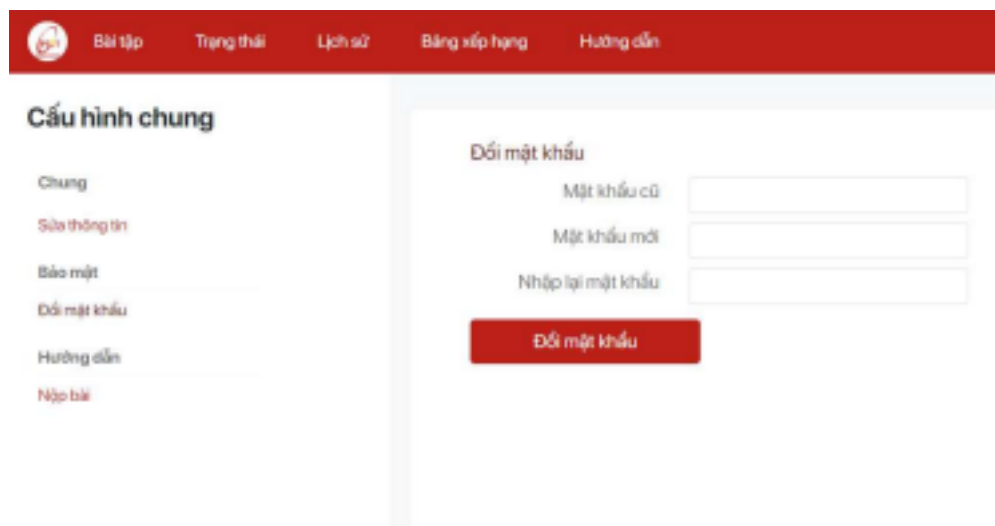 Bài tập Trạng thái Lịch sử Bảng xếp hạng Hướng dẫn
Cấu hình chung
Chung
Sửa thông tin
Bảo mật
Đổi mật khẩu
Hướng dẫn
Nộp bài
Đổi mật khẩu
Mật khẩu cũ
Mật khẩu mới
Nhập lại mật khẩu
Đổi mật khẩu